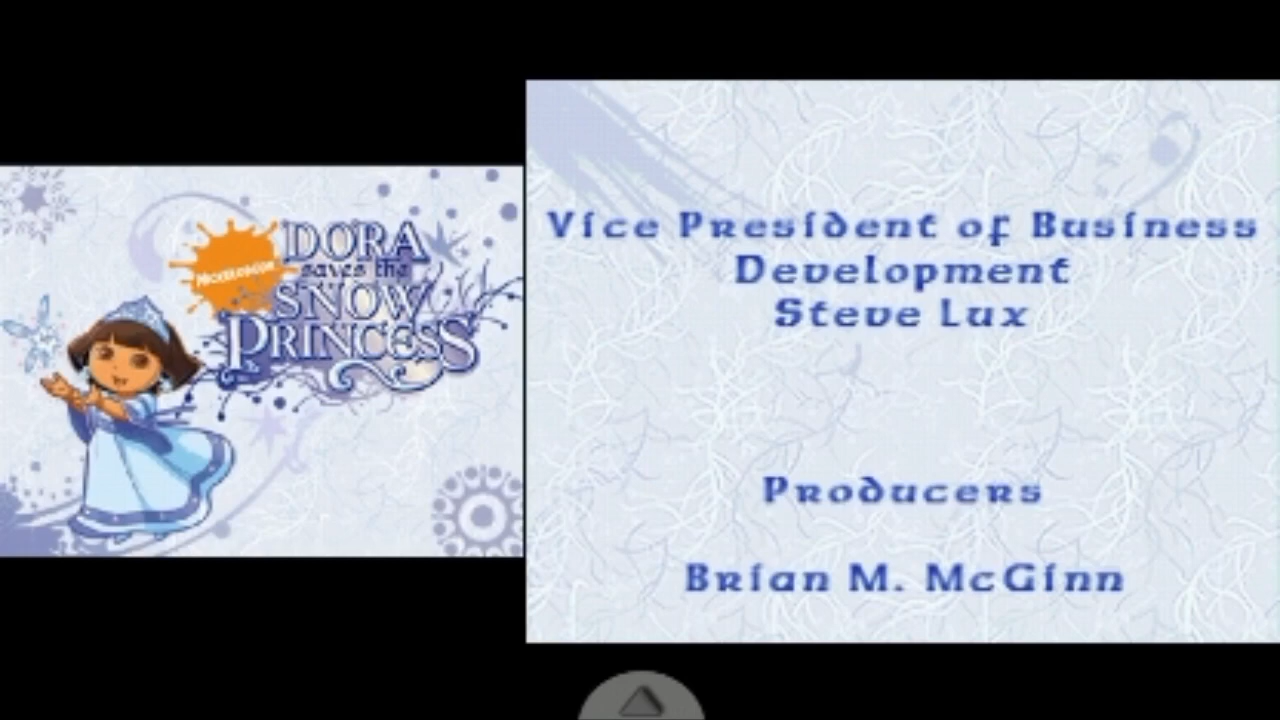 NICKELODEON
DORA
saves the
SNOW
PRINCESS
Vice President of Business
Development
Steve Lux
Producers
Brian M. McGinn